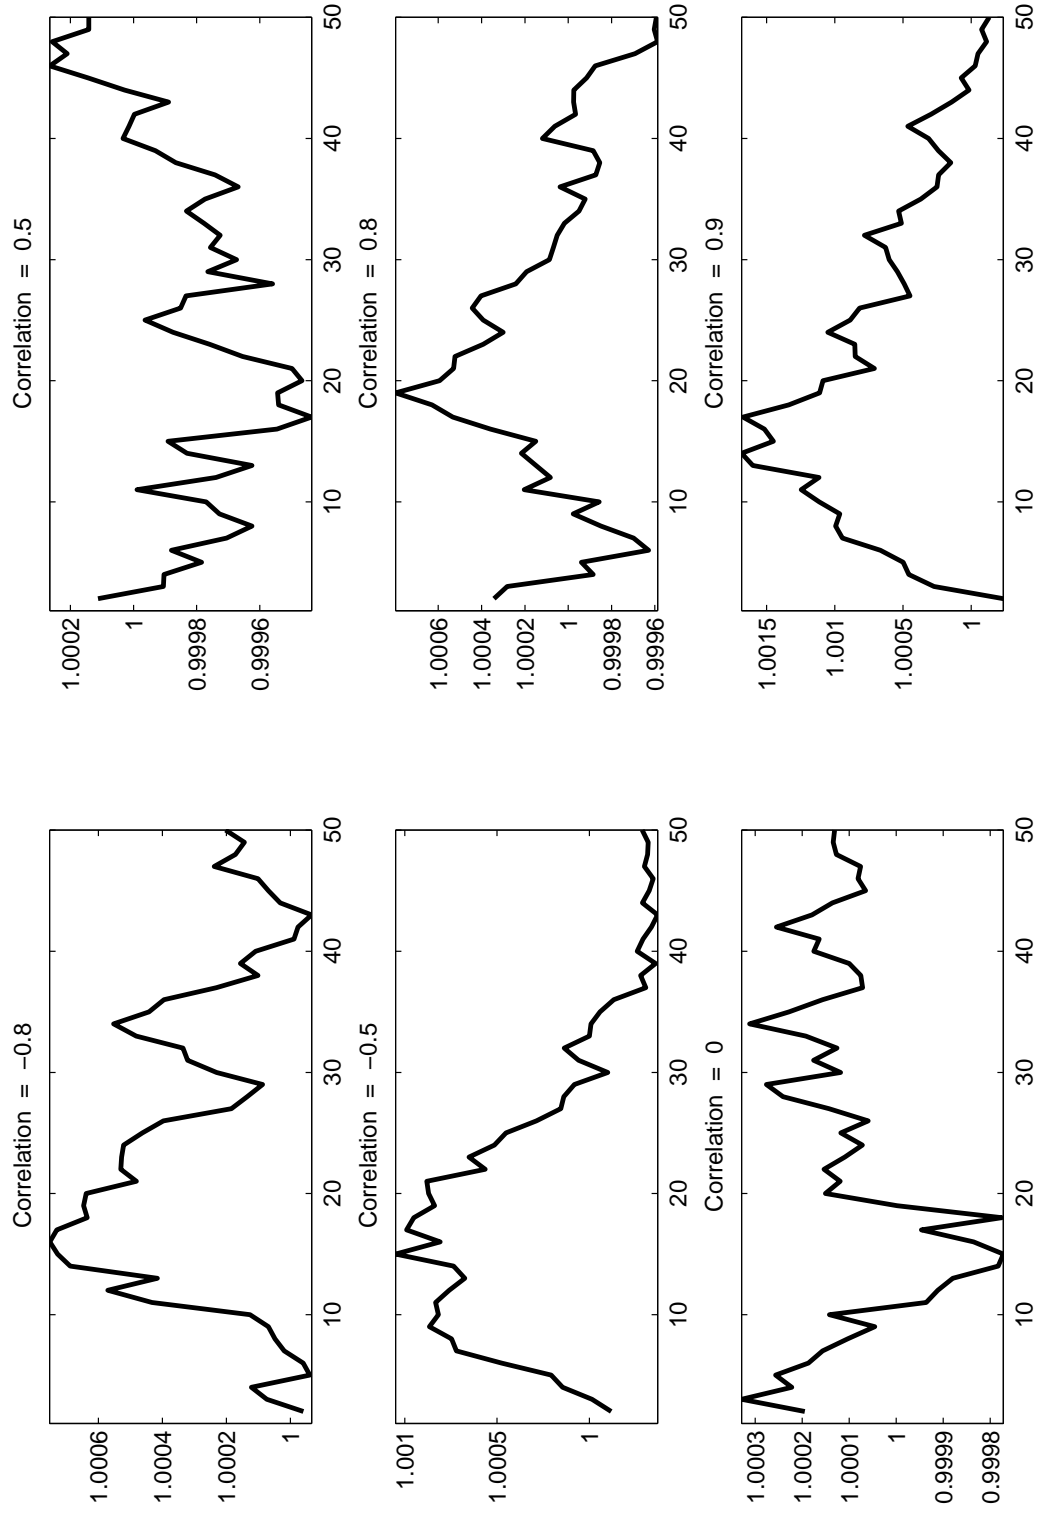 Correlation = −0.8
1.0006
1.0004
1.0002
1
10 20 30 40 50
Correlation = 0.5
1.0002
1
0.9998
0.9996
10 20 30 40 50
Correlation = −0.5
1.001
1.0005
1
10 20 30 40 50
Correlation = 0.8
1.0006
1.0004
1.0002
1
0.9998
0.9996
10 20 30 40 50
Correlation = 0
1.0003
1.0002
1.0001
1
0.9999
0.9998
10 20 30 40 50
Correlation = 0.9
1.0015
1.001
1.0005
1
10 20 30 40 50